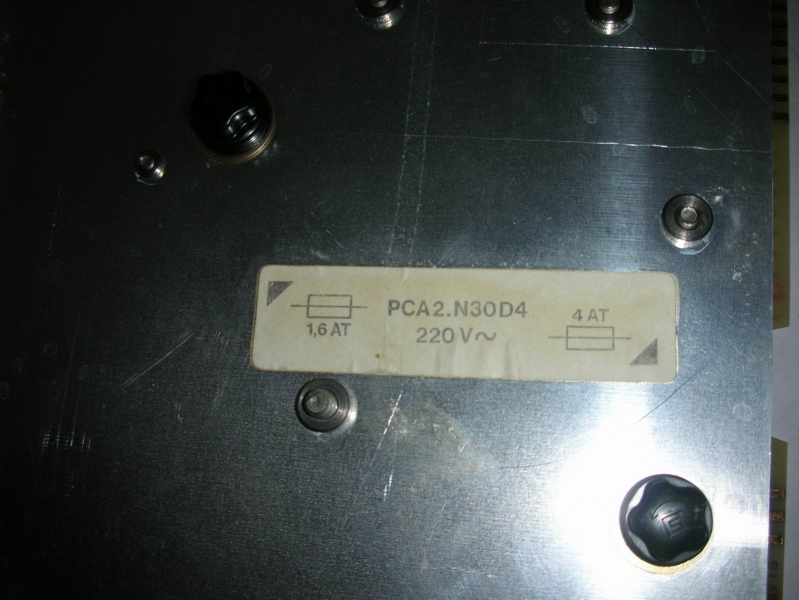 PCA2.N30D4
220 V~
1,6 AT
4 AT